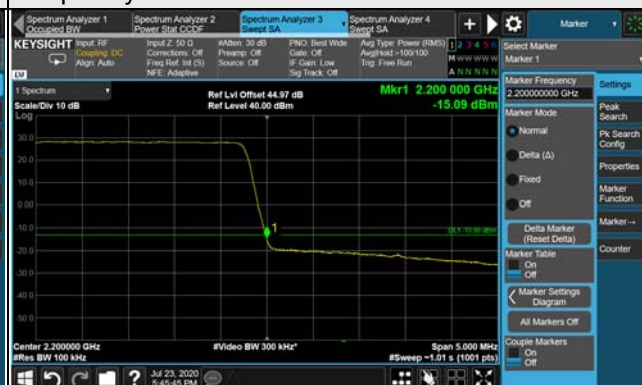 Spectrum Analyzer 1
Occupied BW
Spectrum Analyzer 2
Power Stat CCDF
Spectrum Analyzer 3
Swept SA
Spectrum Analyzer 4
Swept SA
Marker
KEYSIGHT
Input: RF
Coupling: DC
Align: Auto
Input Z: 50 Ω
Corrections: Off
Freq Ref: Int (S)
NFE: Adaptive
#Atten: 30 dB
Preamp: Off
Source: Off
PNO: Best Wide
Gate: Off
IF Gain: Low
Sig Track: Off
Avg Type: Power (RMS)
Avg|Hold:>100/100
Trig: Free Run
1 2 3 4 5 6
M W W W W W
A N N N N N
Select Marker
Marker 1
1 Spectrum
Scale/Div 10 dB
Log
Ref Lvl Offset 44.97 dB
Ref Level 40.00 dBm
Mkr1 2.200 000 GHz
-15.09 dBm
30.0
20.0
10.0
0.00
-10.0
-20.0
-30.0
-40.0
-50.0
1
Center 2.200000 GHz
#Res BW 100 kHz
#Video BW 300 kHz*
Span 5.000 MHz
#Sweep ~1.01 s (1001 pts)
Marker Frequency
2.200000000 GHz
Marker Mode
Normal
Delta (Δ)
Fixed
Off
Delta Marker
(Reset Delta)
Marker Table
On
Off
Marker Settings
Diagram
All Markers Off
Couple Markers
On
Off
Settings
Peak
Search
Pk Search
Config
Properties
Marker
Function
Marker→
Counter
Jul 23, 2020
5:45:45 PM